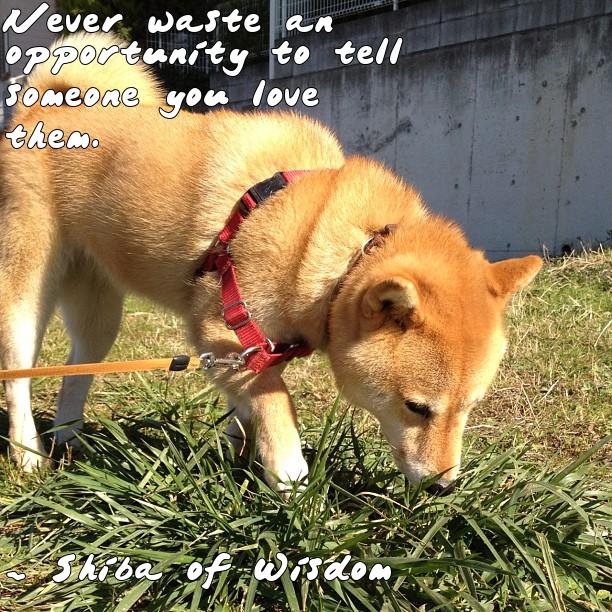 Never waste an
opportunity to tell
someone you love
them.
~ Shiba of Wisdom